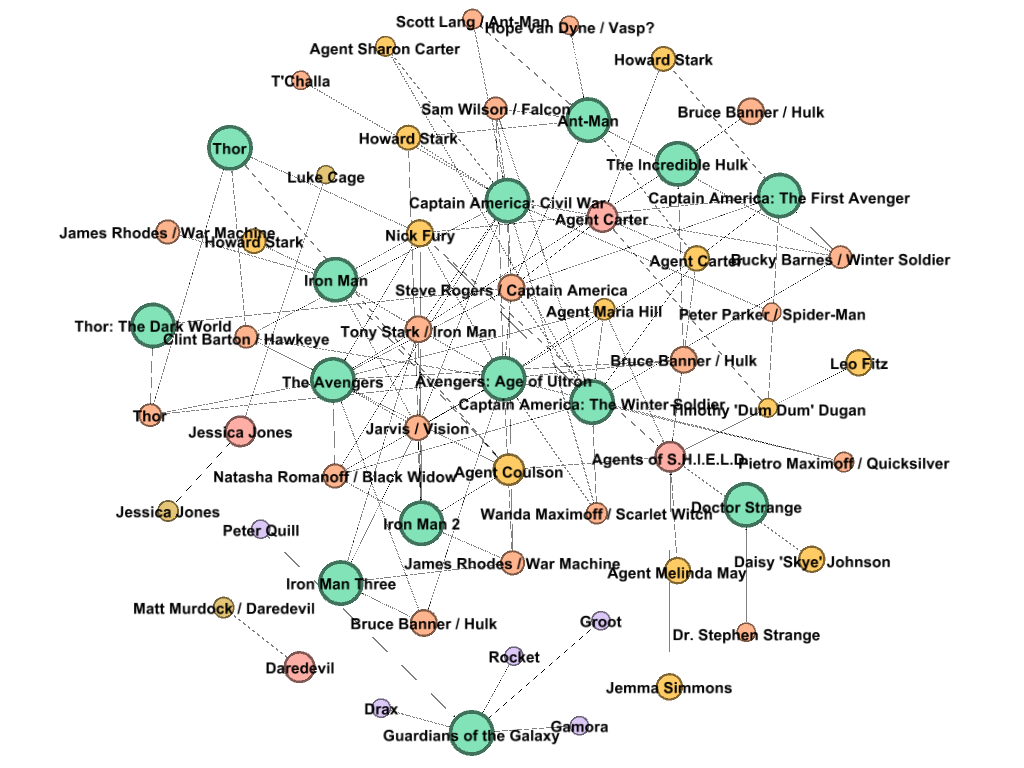 Scott Lang / Ant-Man
Hope van Dyne / Vasp?
Agent Sharon Carter
Howard Stark
T'Challa
Sam Wilson / Falcon
Bruce Banner / Hulk
Ant-Man
Howard Stark
Thor
The Incredible Hulk
Luke Cage
Captain America: The First Avenger
Captain America: Civil War
Agent Carter
James Rhodes / War Machine
Nick Fury
Howard Stark
Agent Carter
Bucky Barnes / Winter Soldier
Iron Man
Steve Rogers / Captain America
Agent Maria Hill
Peter Parker / Spider-Man
Thor: The Dark World
Tony Stark / Iron Man
Clint Barton / Hawkeye
Bruce Banner / Hulk
Leo Fitz
The Avengers
Avengers: Age of Ultron
Captain America: The Winter Soldier
Timothy 'Dum Dum' Dugan
Thor
Jarvis / Vision
Jessica Jones
Agents of S.H.I.E.L.D.
Pietro Maximoff / Quicksilver
Natasha Romanoff / Black Widow
Agent Coulson
Doctor Strange
Jessica Jones
Wanda Maximoff / Scarlet Witch
Iron Man 2
Peter Quill
Daisy 'Skye' Johnson
James Rhodes / War Machine
Agent Melinda May
Iron Man Three
Matt Murdock / Daredevil
Groot
Bruce Banner / Hulk
Dr. Stephen Strange
Rocket
Daredevil
Jemma Simmons
Drax
Gamora
Guardians of the Galaxy